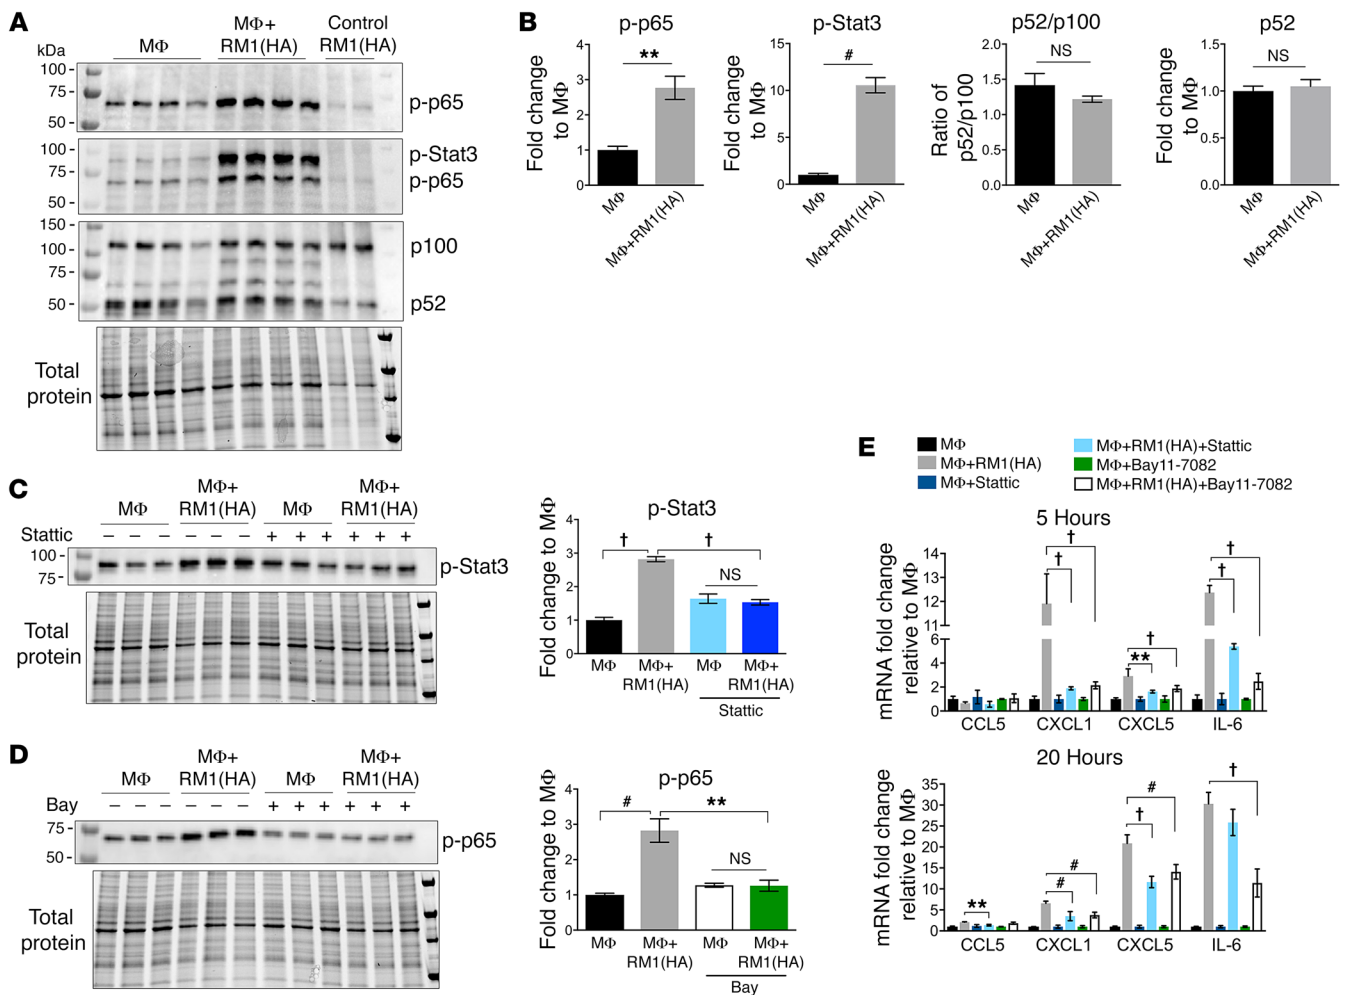 A
kDa
MΦ
MΦ+
RM1(HA)
Control
RM1(HA)
100
75
50
p-p65
100
75
50
p-Stat3
p-p65
150
100
75
50
p100
p52
Total
protein
B
p-p65
Fold change
to MΦ
4
3
2
1
0
**
MΦ
MΦ+RM1(HA)
p-Stat3
Fold change
to MΦ
15
10
5
0
#
MΦ
MΦ+RM1(HA)
p52/p100
Ratio of
p52/p100
2.0
1.5
1.0
0.5
0.0
NS
MΦ
MΦ+RM1(HA)
p52
Fold change
to MΦ
1.5
1.0
0.5
0.0
NS
MΦ
MΦ+RM1(HA)
C
MΦ
MΦ+
RM1(HA)
MΦ
MΦ+
RM1(HA)
Stattic − − − − − − + + + + + +
100
75
p-Stat3
Total
protein
p-Stat3
Fold change to MΦ
4
3
2
1
0
† †
NS
MΦ
MΦ+
RM1(HA)
MΦ
MΦ+
RM1(HA)
Stattic
D
MΦ
MΦ+
RM1(HA)
MΦ
MΦ+
RM1(HA)
Bay − − − − − − + + + + + +
75
50
p-p65
Total
protein
p-p65
Fold change to MΦ
4
3
2
1
0
# **
NS
MΦ
MΦ+
RM1(HA)
MΦ
MΦ+
RM1(HA)
Bay
E
MΦ
MΦ+RM1(HA)
MΦ+Stattic
MΦ+RM1(HA)+Stattic
MΦ+Bay11-7082
MΦ+RM1(HA)+Bay11-7082
5 Hours
mRNA fold change
relative to MΦ
14
13
12
11
6
4
2
0
†
†
†
**
†
†
CCL5 CXCL1 CXCL5 IL-6
20 Hours
mRNA fold change
relative to MΦ
35
30
25
20
15
10
5
0
**
#
#
#
†
†
CCL5 CXCL1 CXCL5 IL-6